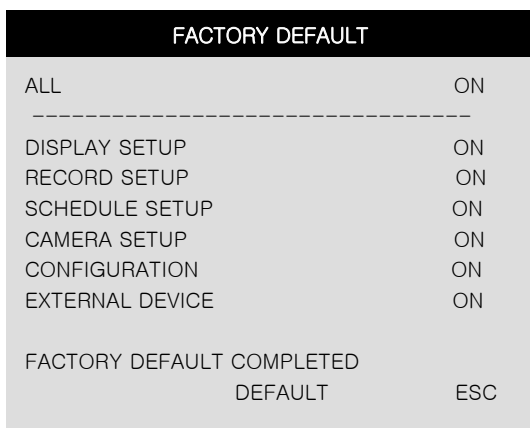 FACTORY DEFAULT
ALL ON
----------------------------------
DISPLAY SETUP ON
RECORD SETUP ON
SCHEDULE SETUP ON
CAMERA SETUP ON
CONFIGURATION ON
EXTERNAL DEVICE ON
FACTORY DEFAULT COMPLETED
DEFAULT ESC